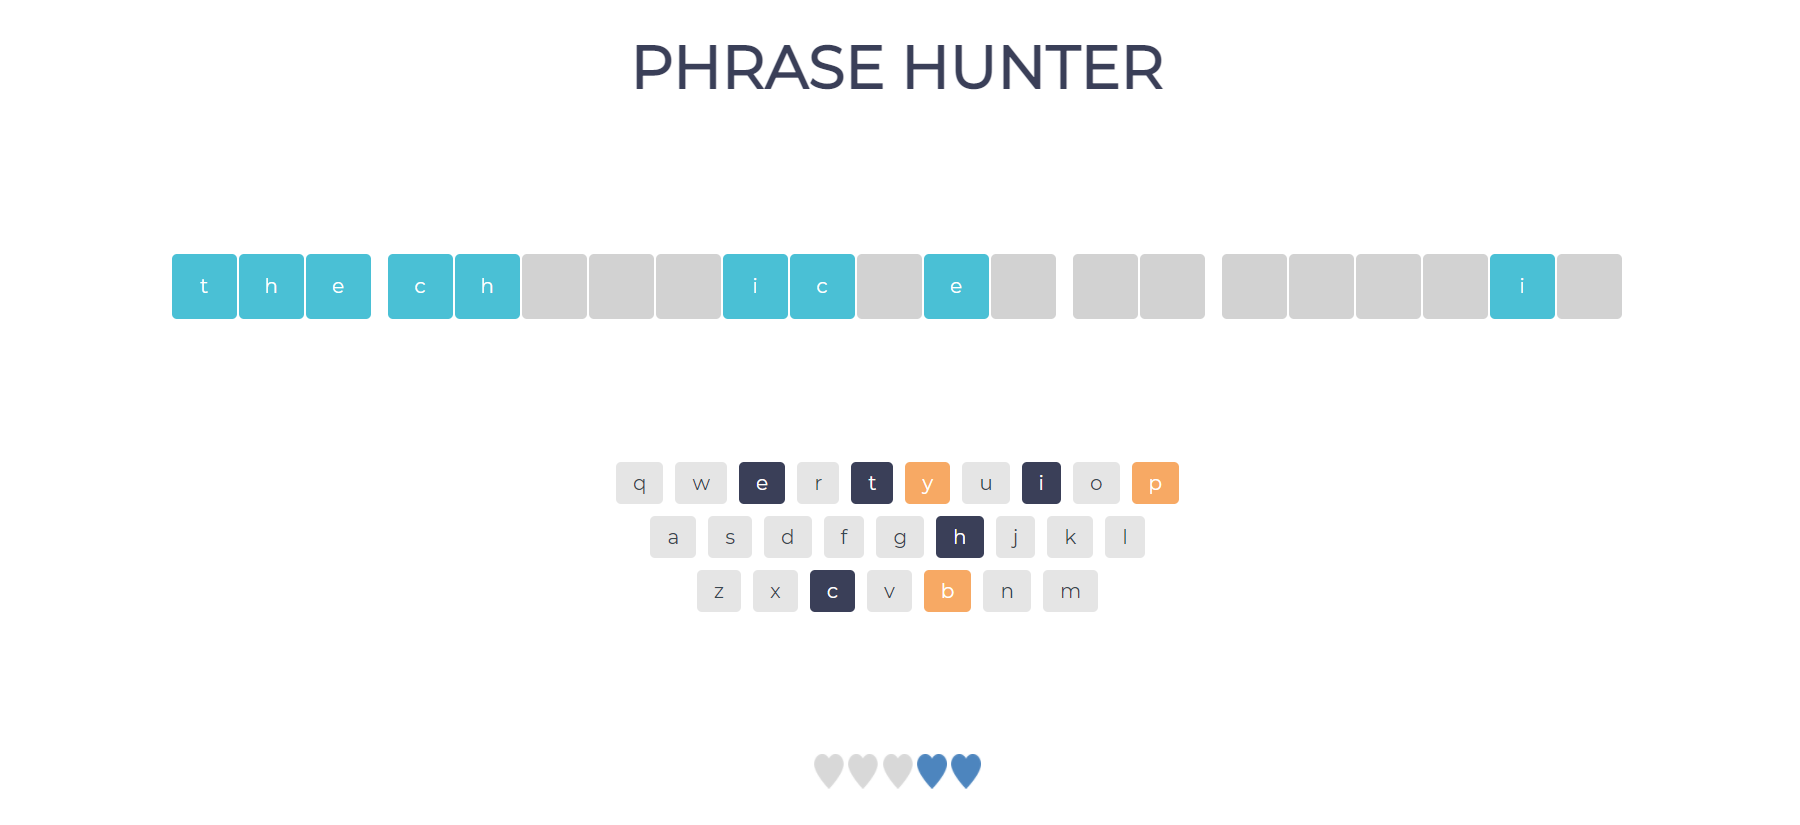 PHRASE HUNTER
t h e c h i c e i
q w e r t y u i o p
a s d f g h j k l
z x c v b n m